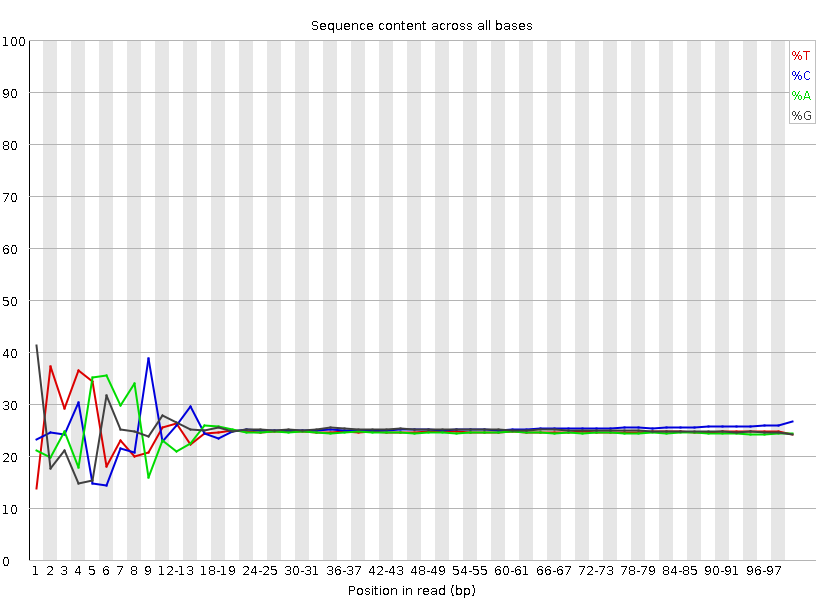 Sequence content across all bases
100
90
80
70
60
50
40
30
20
10
0
%T
%C
%A
%G
1 2 3 4 5 6 7 8 9 12-13 18-19 24-25 30-31 36-37 42-43 48-49 54-55 60-61 66-67 72-73 78-79 84-85 90-91 96-97
Position in read (bp)